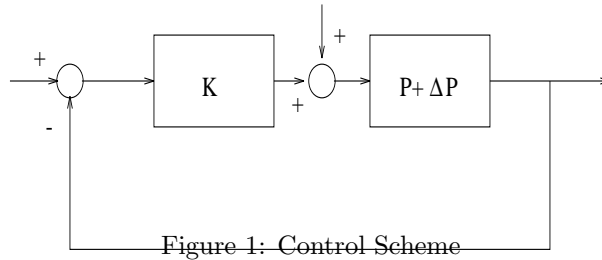 +
+
K
+
P+ ΔP
-
Figure 1: Control Scheme